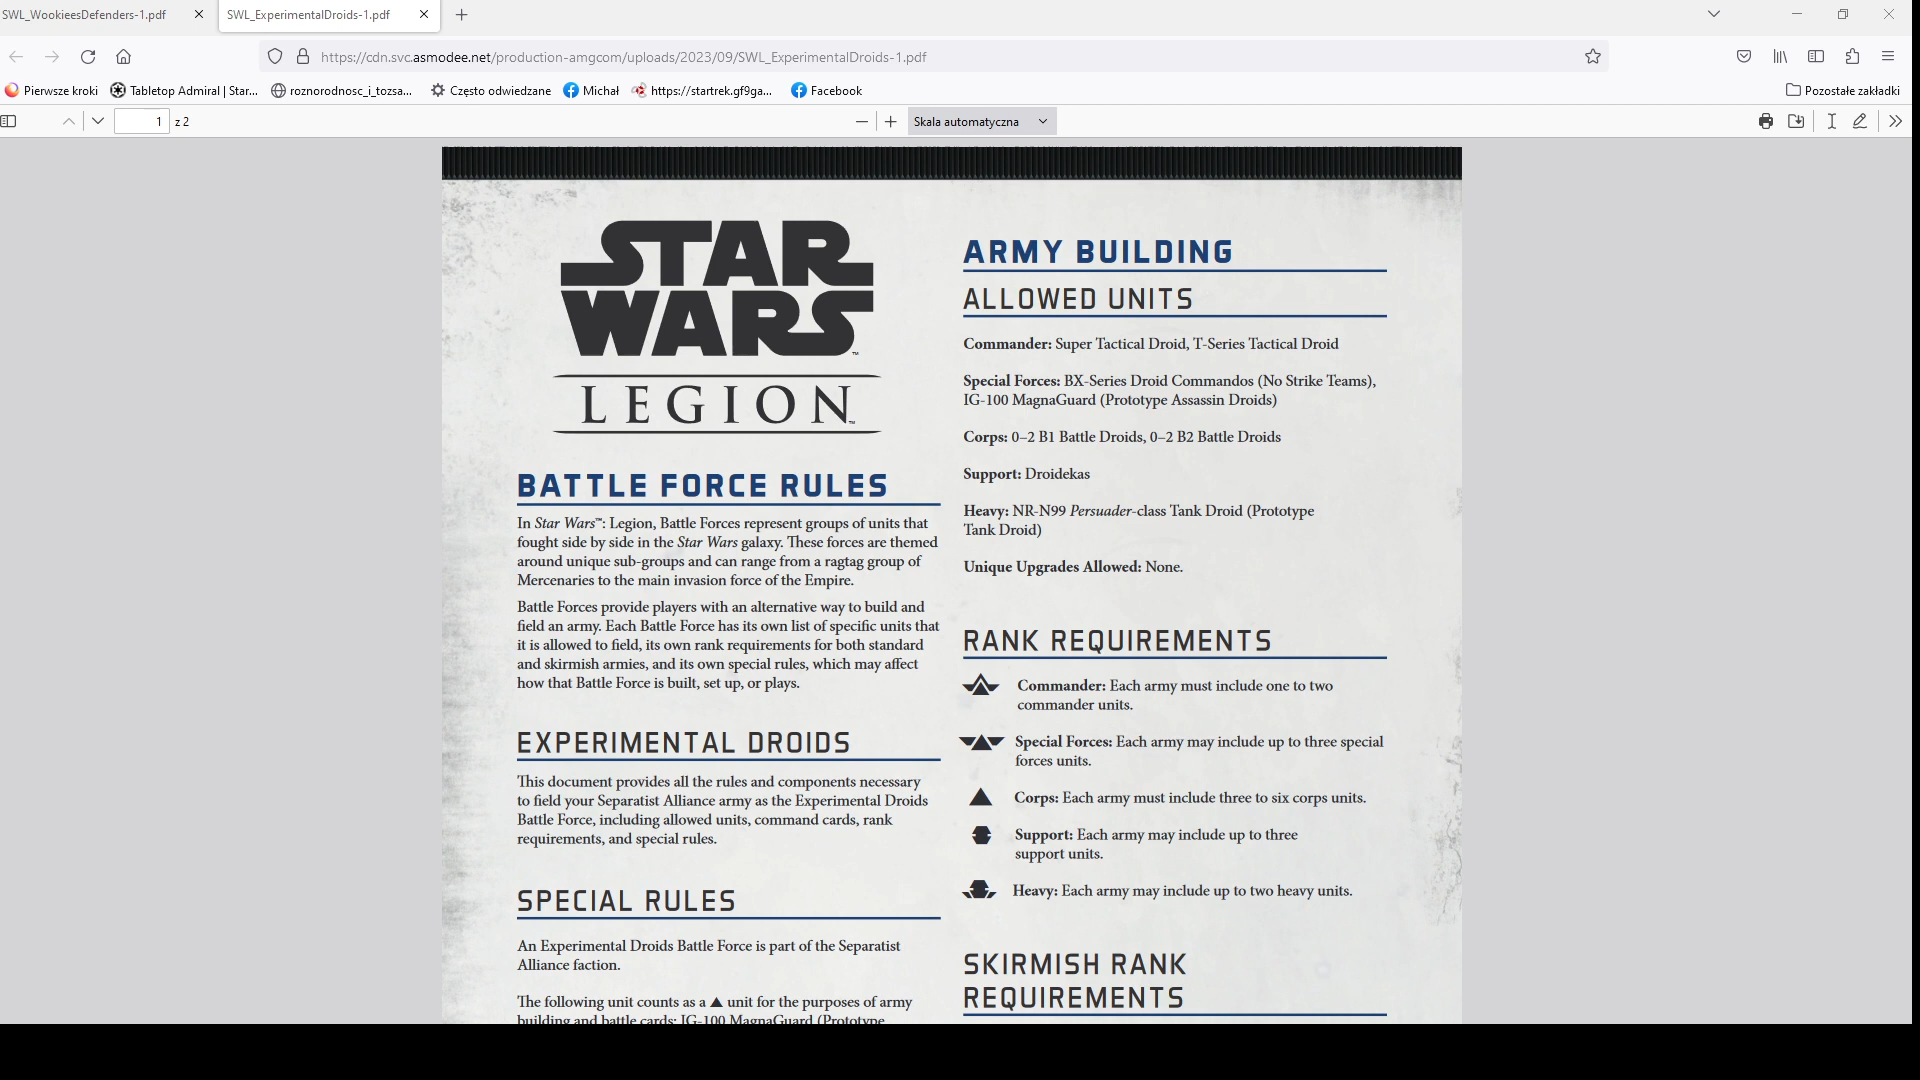 SWL_WookieesDefenders-1.pdf
SWL_ExperimentalDroids-1.pdf
https://cdn.svc.asmodee.net/production-amgcom/uploads/2023/09/SWL_ExperimentalDroids-1.pdf
Pierwsze kroki
Tabletop Admiral | Star...
roznorodnosc_i_tozsa...
Często odwiedzane
Michał
https://startrek.gf9ga...
Facebook
Pozostałe zakładki
1 z 2
Skala automatyczna
STAR
WARS™
LEGION™
BATTLE FORCE RULES
In Star Wars™: Legion, Battle Forces represent groups of units that
fought side by side in the Star Wars galaxy. These forces are themed
around unique sub-groups and can range from a ragtag group of
Mercenaries to the main invasion force of the Empire.
Battle Forces provide players with an alternative way to build and
field an army. Each Battle Force has its own list of specific units that
it is allowed to field, its own rank requirements for both standard
and skirmish armies, and its own special rules, which may affect
how that Battle Force is built, set up, or plays.
EXPERIMENTAL DROIDS
This document provides all the rules and components necessary
to field your Separatist Alliance army as the Experimental Droids
Battle Force, including allowed units, command cards, rank
requirements, and special rules.
SPECIAL RULES
An Experimental Droids Battle Force is part of the Separatist
Alliance faction.
The following unit counts as a ▲ unit for the purposes of army
building and battle cards: IG-100 MagnaGuard (Prototype
ARMY BUILDING
ALLOWED UNITS
Commander: Super Tactical Droid, T-Series Tactical Droid
Special Forces: BX-Series Droid Commandos (No Strike Teams),
IG-100 MagnaGuard (Prototype Assassin Droids)
Corps: 0–2 B1 Battle Droids, 0–2 B2 Battle Droids
Support: Droidekas
Heavy: NR-N99 Persuader-class Tank Droid (Prototype
Tank Droid)
Unique Upgrades Allowed: None.
RANK REQUIREMENTS
Commander: Each army must include one to two
commander units.
Special Forces: Each army may include up to three special
forces units.
Corps: Each army must include three to six corps units.
Support: Each army may include up to three
support units.
Heavy: Each army may include up to two heavy units.
SKIRMISH RANK
REQUIREMENTS